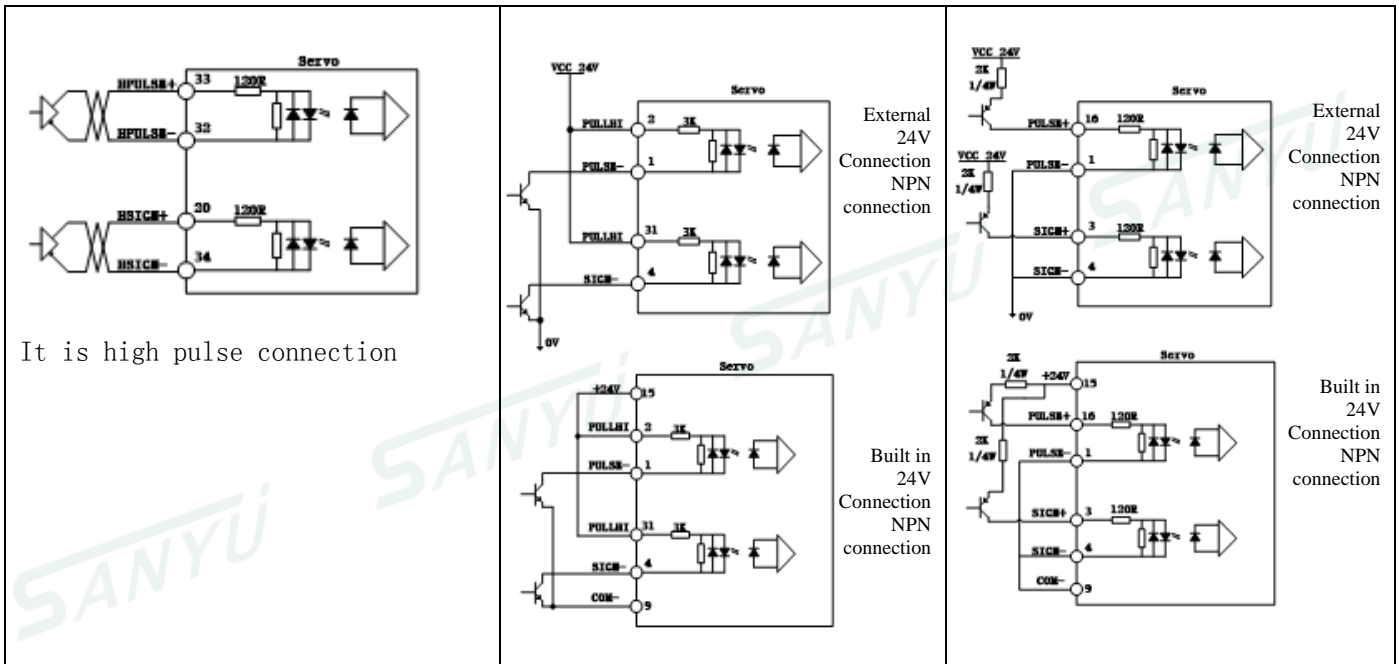 Servo
HPULSE+ 33 120R
HPULSE- 32
HSIGN+ 20 120R
HSIGN- 34
It is high pulse connection
VCC 24V
Servo
PULLHI 2 3K
PULSE- 1
PULLHI 31 3K
SIGN- 4
0V
External
24V
Connection
NPN
connection
Servo
+24V 15
PULLHI 2 3K
PULSE- 1
PULLHI 31 3K
SIGN- 4
COM- 9
Built in
24V
Connection
NPN
connection
VCC 24V
2K
1/4W
Servo
PULSE+ 16 120R
VCC 24V
PULSE- 1
2K
1/4W
SIGN+ 3 120R
SIGN- 4
0V
External
24V
Connection
NPN
connection
2K
1/4W
Servo
+24V 15
PULSE+ 16 120R
2K
1/4W
PULSE- 1
SIGN+ 3 120R
SIGN- 4
COM- 9
Built in
24V
Connection
NPN
connection
SANYU
SANYU
SANYU
SANYU